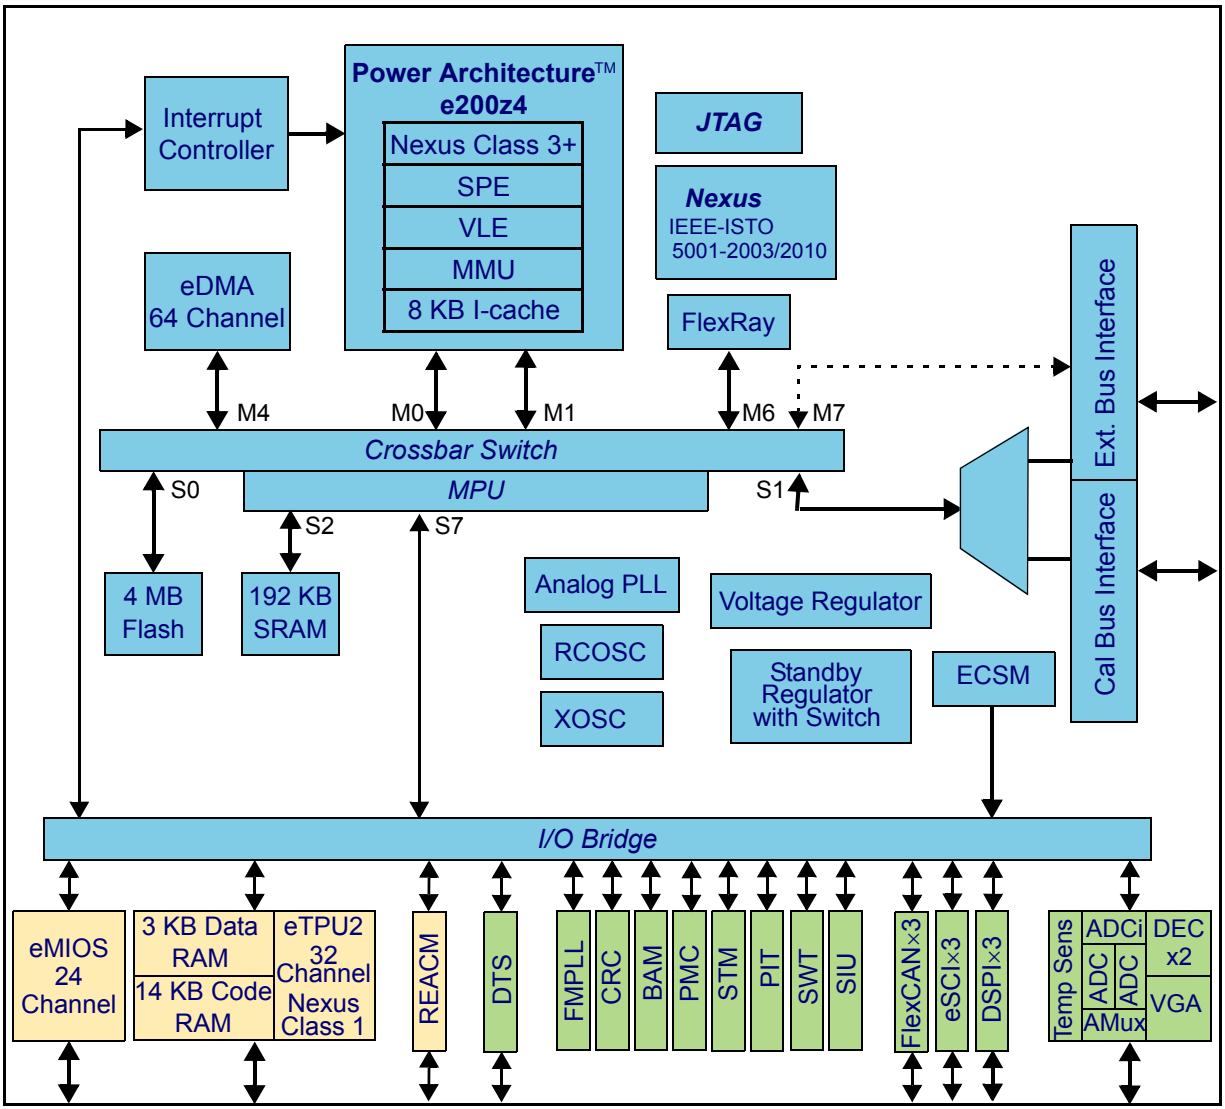 Power Architecture™
e200z4
Nexus Class 3+
SPE
VLE
MMU
8 KB I-cache
Interrupt
Controller
JTAG
Nexus
IEEE-ISTO
5001-2003/2010
eDMA
64 Channel
FlexRay
Ext. Bus Interface
Cal Bus Interface
M4
M0
M1
M6
M7
Crossbar Switch
MPU
S0
S2
S7
S1
4 MB
Flash
192 KB
SRAM
Analog PLL
RCOSC
XOSC
Voltage Regulator
Standby
Regulator
with Switch
ECSM
I/O Bridge
eMIOS
24
Channel
3 KB Data
RAM
14 KB Code
RAM
eTPU2
32
Channel
Nexus
Class 1
REACM
DTS
FMPLL
CRC
BAM
PMC
STM
PIT
SWT
SIU
FlexCAN×3
eSCI×3
DSPI×3
Temp Sens
ADCi
ADC
ADC
AMux
DEC
x2
VGA